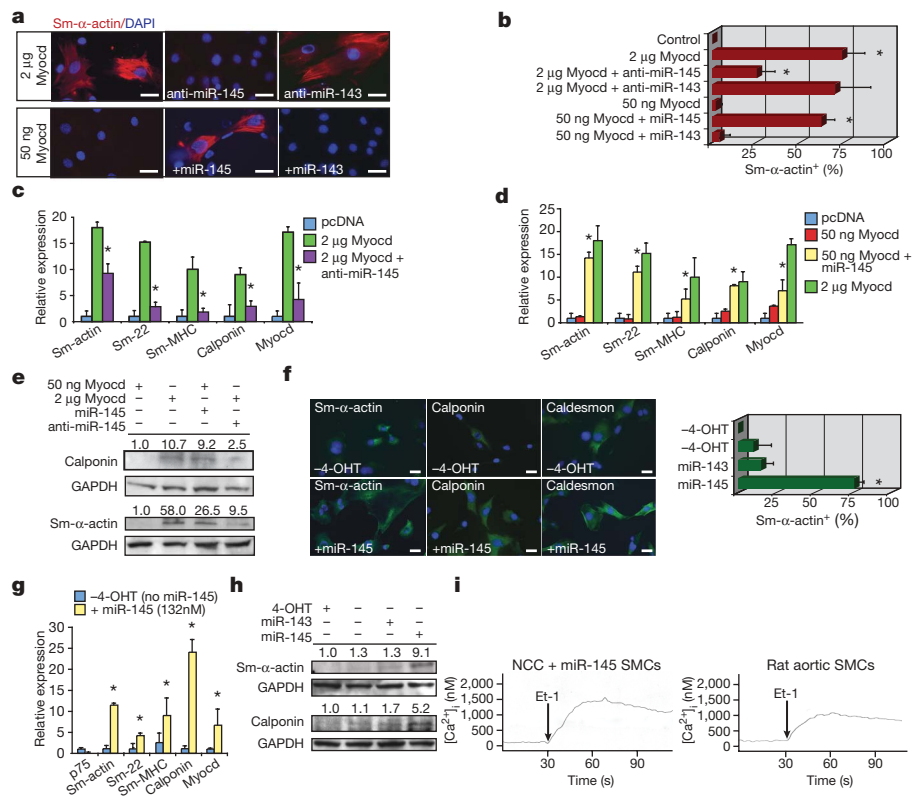 a
Sm-α-actin/DAPI
2 µg Myocd
anti-miR-145
anti-miR-143
50 ng Myocd
+miR-145
+miR-143
b
Control
2 µg Myocd
2 µg Myocd + anti-miR-145
2 µg Myocd + anti-miR-143
50 ng Myocd
50 ng Myocd + miR-145
50 ng Myocd + miR-143
* * *
25 50 75 100
Sm-α-actin⁺ (%)
c
Relative expression
20
15
10
5
0
pcDNA
2 µg Myocd
2 µg Myocd +
anti-miR-145
* * * * *
Sm-actin Sm-22 Sm-MHC Calponin Myocd
d
Relative expression
25
20
15
10
5
0
pcDNA
50 ng Myocd
50 ng Myocd +
miR-145
2 µg Myocd
* * * * *
Sm-actin Sm-22 Sm-MHC Calponin Myocd
e
50 ng Myocd + – + –
2 µg Myocd – + – +
miR-145 – – + –
anti-miR-145 – – – +
1.0 10.7 9.2 2.5
Calponin
GAPDH
1.0 58.0 26.5 9.5
Sm-α-actin
GAPDH
f
Sm-α-actin Calponin Caldesmon
–4-OHT –4-OHT –4-OHT
Sm-α-actin Calponin Caldesmon
+miR-145 +miR-145 +miR-145
–4-OHT
–4-OHT
miR-143
miR-145
*
25 50 75 100
Sm-α-actin⁺ (%)
g
–4-OHT (no miR-145)
+ miR-145 (132nM)
Relative expression
30
25
20
15
10
5
0
* * * * *
p75 Sm-actin Sm-22 Sm-MHC Calponin Myocd
h
4-OHT + – – –
miR-143 – – + –
miR-145 – – – +
1.0 1.3 1.3 9.1
Sm-α-actin
GAPDH
1.0 1.1 1.7 5.2
Calponin
GAPDH
i
NCC + miR-145 SMCs
[Ca²⁺]i (nM)
1,500
1,000
500
0
Et-1
30 60 90
Time (s)
Rat aortic SMCs
[Ca²⁺]i (nM)
1,500
1,000
500
0
Et-1
30 60 90
Time (s)